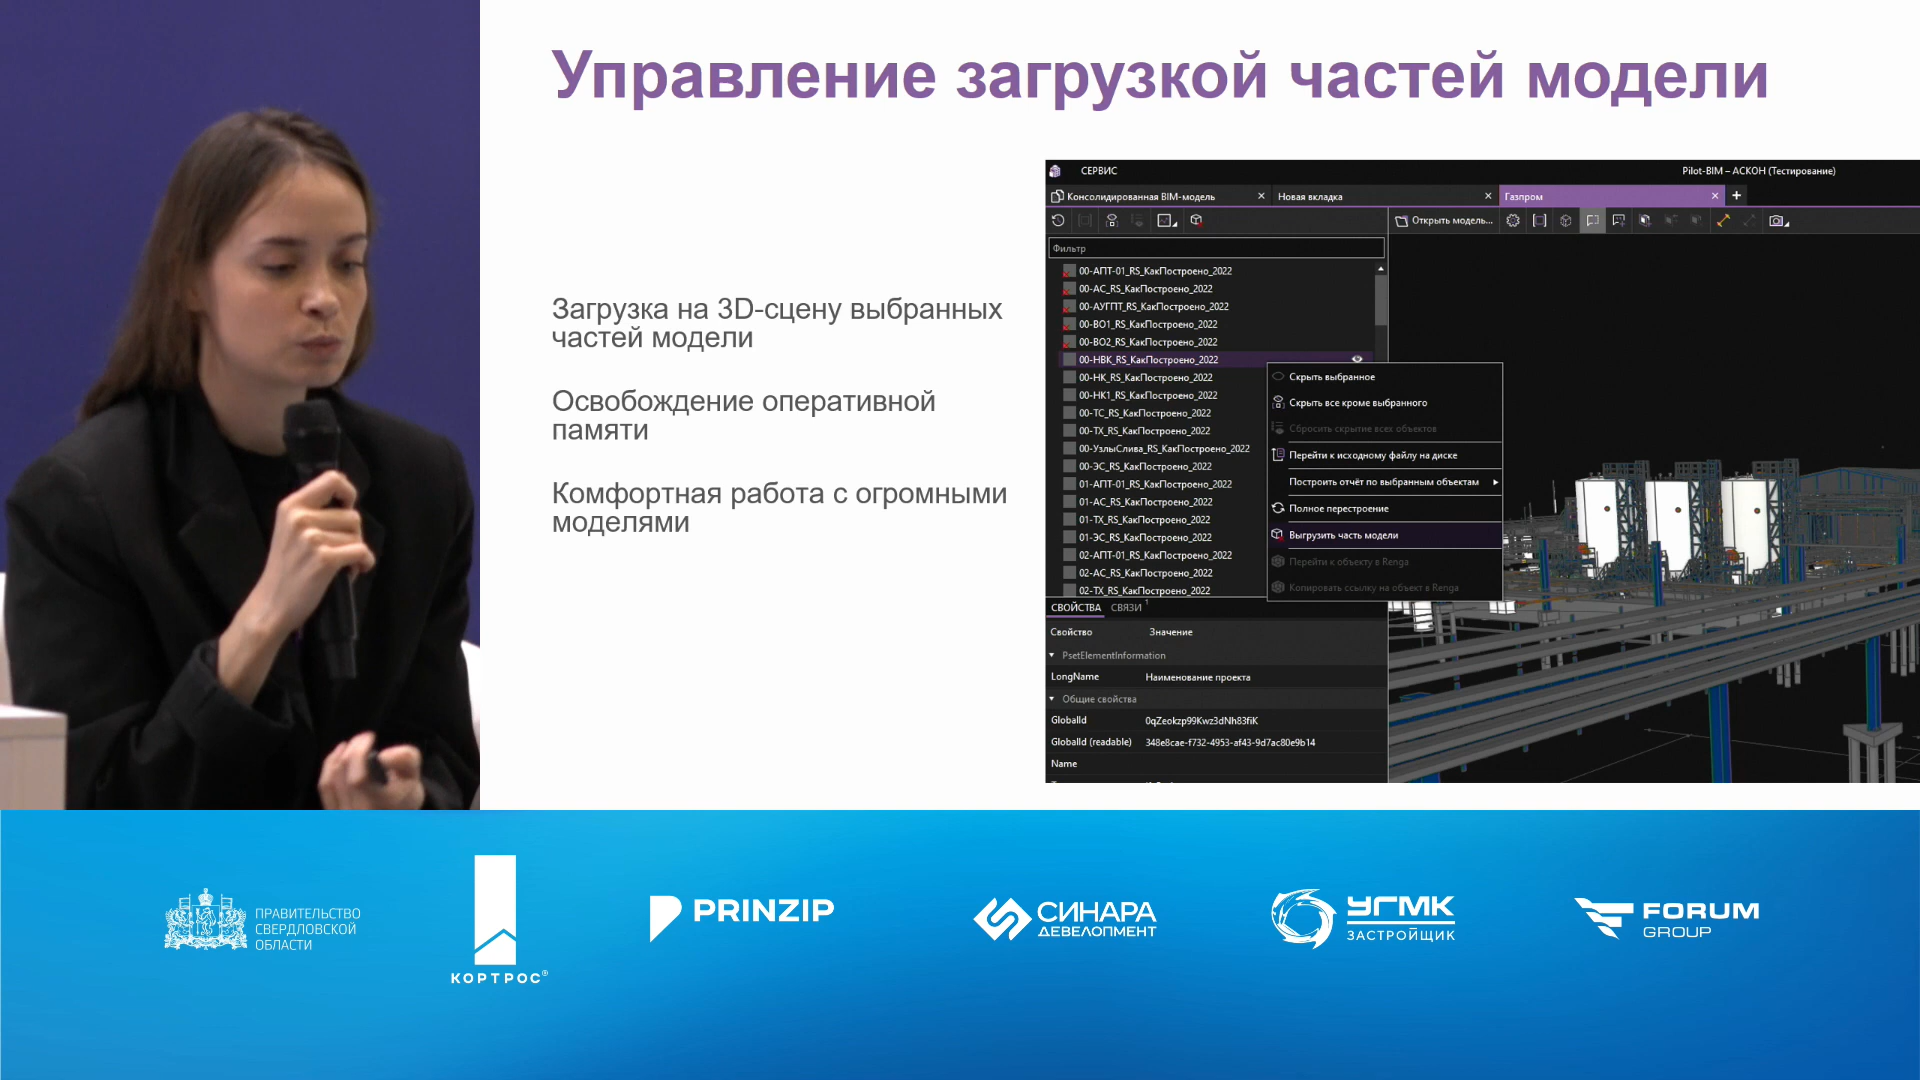 Управление загрузкой частей модели
Загрузка на 3D-сцену выбранных
частей модели
Освобождение оперативной
памяти
Комфортная работа с огромными
моделями
СЕРВИС
Pilot-BIM – АСКОН (Тестирование)
Консолидированная BIM-модель
Новая вкладка
Газпром
Открыть модель...
Фильтр
00-АПТ-01_RS_КакПостроено_2022
00-АС_RS_КакПостроено_2022
00-АУГПТ_RS_КакПостроено_2022
00-ВО1_RS_КакПостроено_2022
00-ВО2_RS_КакПостроено_2022
00-НВК_RS_КакПостроено_2022
00-НК_RS_КакПостроено_2022
00-НК1_RS_КакПостроено_2022
00-ТС_RS_КакПостроено_2022
00-ТХ_RS_КакПостроено_2022
00-УзлыСлива_RS_КакПостроено_2022
00-ЭС_RS_КакПостроено_2022
01-АПТ-01_RS_КакПостроено_2022
01-АС_RS_КакПостроено_2022
01-ТХ_RS_КакПостроено_2022
01-ЭС_RS_КакПостроено_2022
02-АПТ-01_RS_КакПостроено_2022
02-АС_RS_КакПостроено_2022
02-ТХ_RS_КакПостроено_2022
Скрыть выбранное
Скрыть все кроме выбранного
Сбросить скрытие всех объектов
Перейти к исходному файлу на диске
Построить отчёт по выбранным объектам
Полное перестроение
Выгрузить часть модели
Перейти к объекту в Renga
Копировать ссылку на объект в Renga
СВОЙСТВА СВЯЗИ 1
Свойство Значение
PsetElementInformation
LongName Наименование проекта
Общие свойства
GlobalId 0qZeokzp99Kwz3dNh83fiK
GlobalId (readable) 348e8cae-f732-4953-af43-9d7ac80e9b14
Name
ПРАВИТЕЛЬСТВО
СВЕРДЛОВСКОЙ
ОБЛАСТИ
КОРТРОС®
PRINZIP
СИНАРА
ДЕВЕЛОПМЕНТ
УГМК
ЗАСТРОЙЩИК
FORUM
GROUP